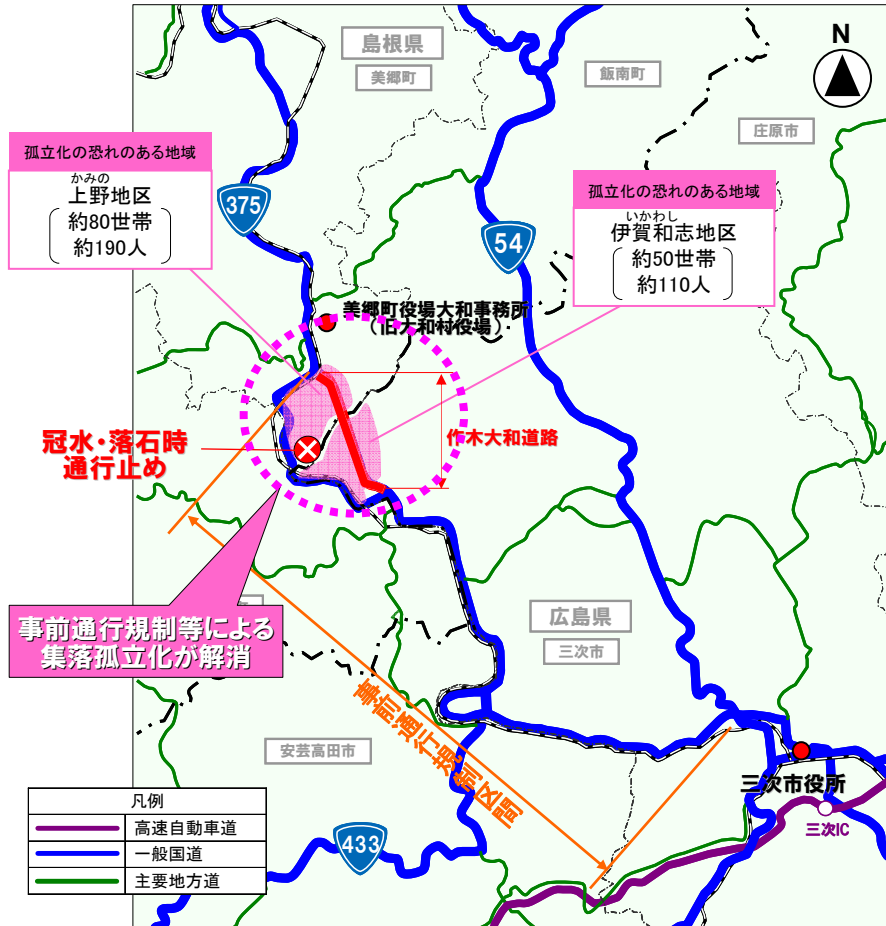 島根県
美郷町
飯南町
N
庄原市
孤立化の恐れのある地域
かみの
上野地区
約80世帯
約190人
375
孤立化の恐れのある地域
いかわし
伊賀和志地区
約50世帯
約110人
54
美郷町役場大和事務所
(旧大和村役場)
冠水・落石時
通行止め
作木大和道路
事前通行規制等による
集落孤立化が解消
広島県
三次市
事前通行規制区間
安芸高田市
三次市役所
三次IC
433
凡例
高速自動車道
一般国道
主要地方道